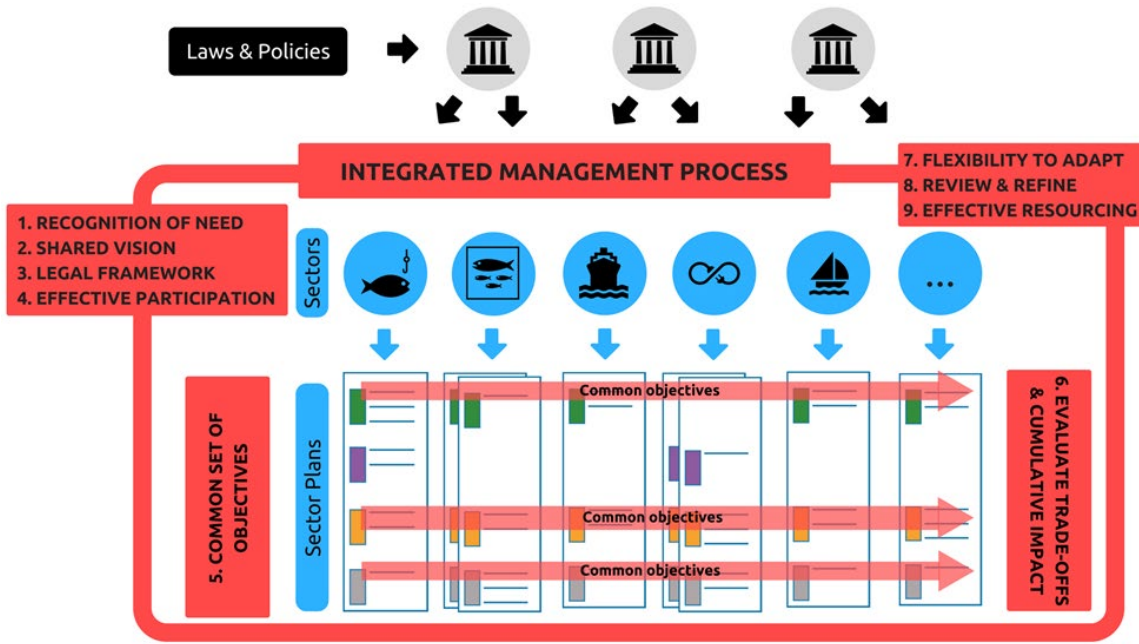 Laws & Policies
INTEGRATED MANAGEMENT PROCESS
7. FLEXIBILITY TO ADAPT
8. REVIEW & REFINE
9. EFFECTIVE RESOURCING
1. RECOGNITION OF NEED
2. SHARED VISION
3. LEGAL FRAMEWORK
4. EFFECTIVE PARTICIPATION
Sectors
...
5. COMMON SET OF
OBJECTIVES
Sector Plans
Common objectives
Common objectives
Common objectives
6. EVALUATE TRADE-OFFS
& CUMULATIVE IMPACT